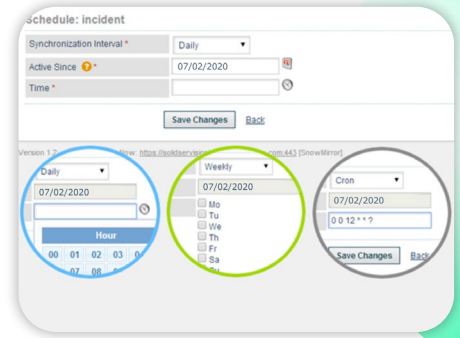 Schedule: incident
Synchronization Interval * Daily
Active Since ? * 07/02/2020
Time *
Save Changes Back
Version 1.2 Now: https://solidservision com:443 [SnowMirror]
Daily
07/02/2020
Hour
00 01 02 03
07 08
Weekly
07/02/2020
Mo
Tu
We
Th
Fr
Sa
Cron
07/02/2020
0 0 12 * * ?
Save Changes Back